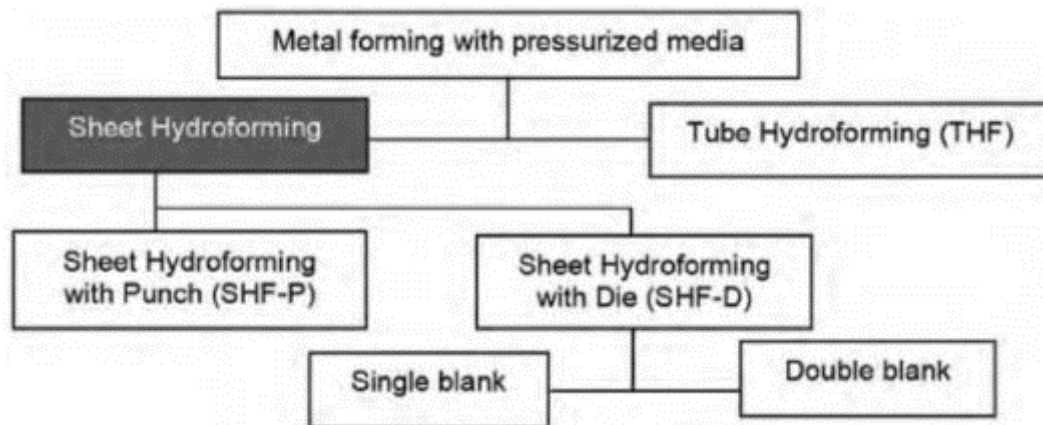 Metal forming with pressurized media
Sheet Hydroforming
Tube Hydroforming (THF)
Sheet Hydroforming
with Punch (SHF-P)
Sheet Hydroforming
with Die (SHF-D)
Single blank
Double blank